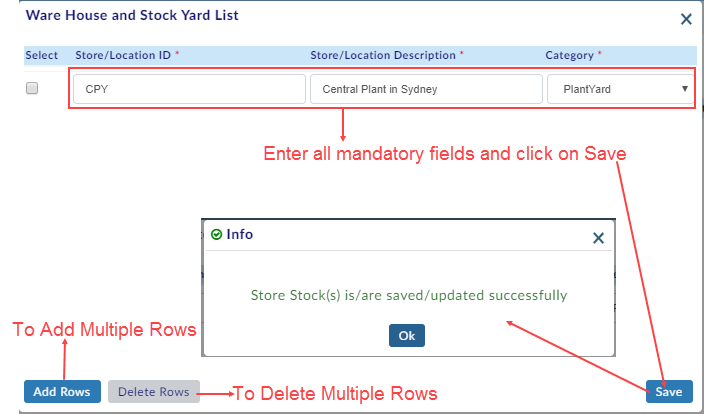 Ware House and Stock Yard List
Select Store/Location ID * Store/Location Description * Category *
CPY Central Plant in Sydney PlantYard
Enter all mandatory fields and click on Save
Info
Store Stock(s) is/are saved/updated successfully
Ok
To Add Multiple Rows
Add Rows Delete Rows To Delete Multiple Rows Save